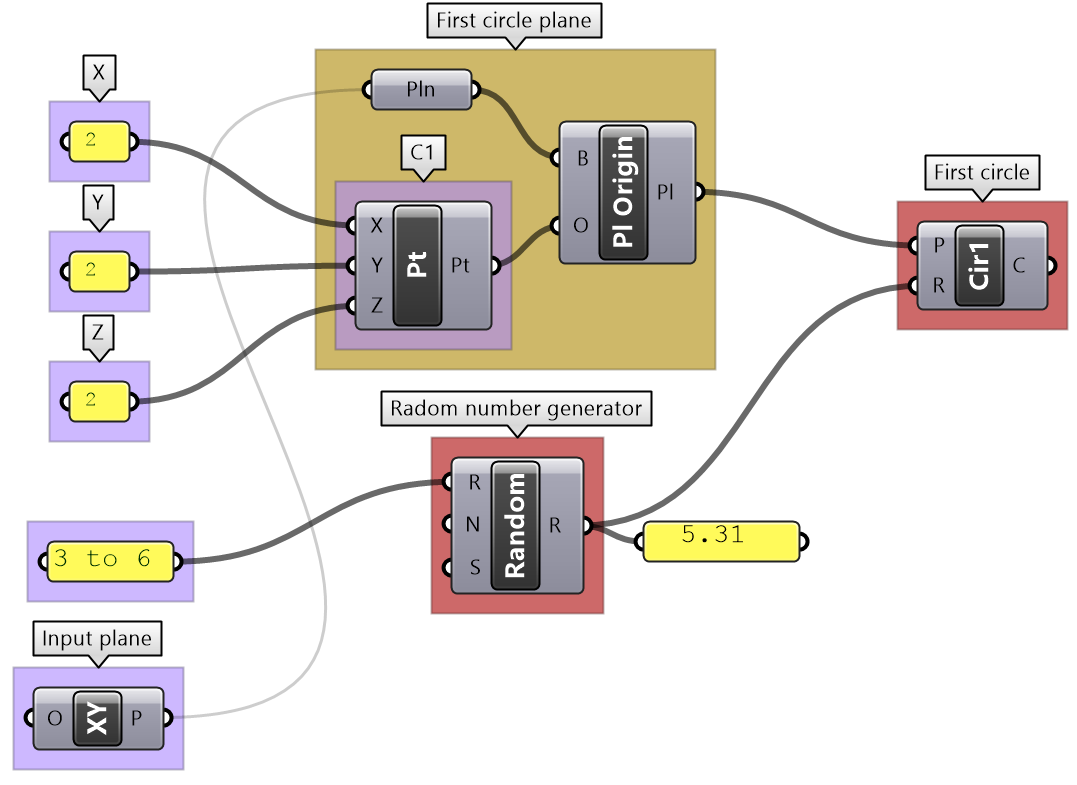 First circle plane
X
2
Pln
C1
B
O
Pl Origin
Pl
First circle
Y
2
X
Y
Z
Pt
Pt
P
R
Cir1
C
Z
2
Radom number generator
3 to 6
R
N
S
Random
R
5.31
Input plane
O
XY
P